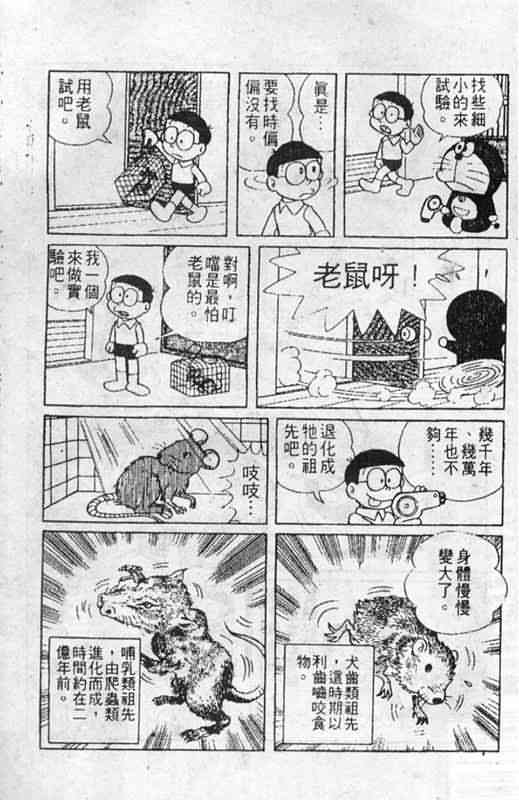 找些細
小的來
試驗。
真是…
要找時偏
偏沒有。
用老鼠
試吧。
老鼠呀！
對啊，叮
噹是最怕
老鼠的。
我一個
來做實
驗吧。
幾千年
、幾萬
年也不
夠……
退化成
牠的祖
先吧。
吱吱…
身體慢慢
變大了。
犬齒類祖先
，這時期以
利齒嚙咬食
物。
哺乳類祖先
，由爬蟲類
進化而成，
時間約在二
億年前。